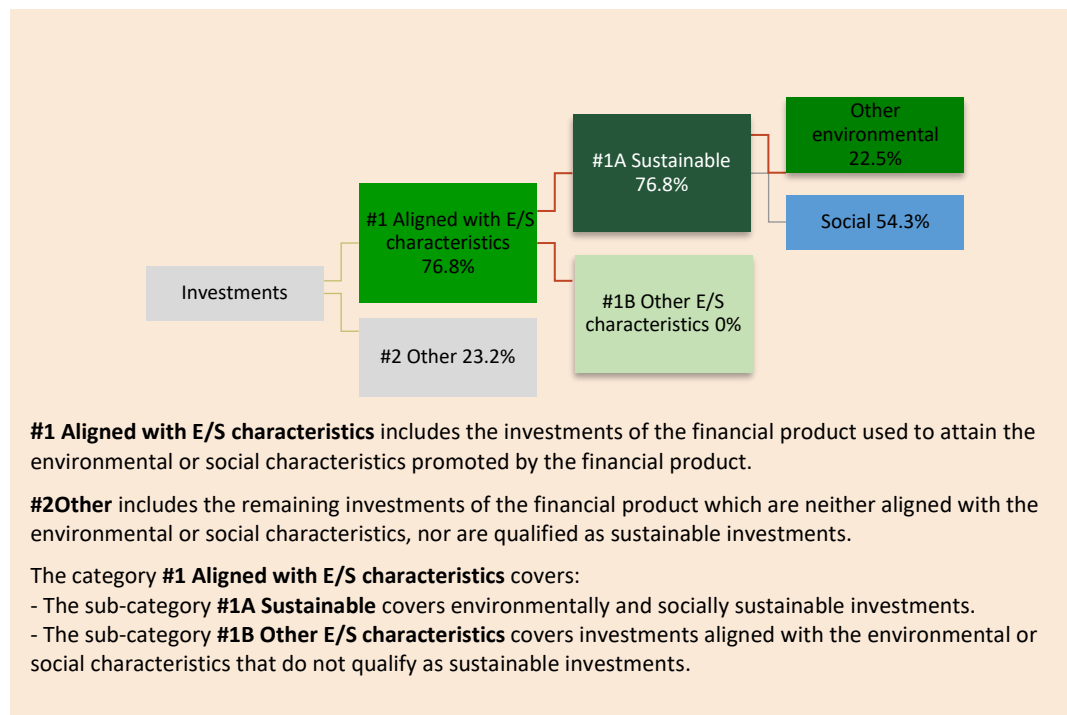 Other
environmental
22.5%
#1A Sustainable
76.8%
#1 Aligned with E/S
characteristics
76.8%
Social 54.3%
Investments
#1B Other E/S
characteristics 0%
#2 Other 23.2%
#1 Aligned with E/S characteristics includes the investments of the financial product used to attain the
environmental or social characteristics promoted by the financial product.
#2Other includes the remaining investments of the financial product which are neither aligned with the
environmental or social characteristics, nor are qualified as sustainable investments.
The category #1 Aligned with E/S characteristics covers:
- The sub-category #1A Sustainable covers environmentally and socially sustainable investments.
- The sub-category #1B Other E/S characteristics covers investments aligned with the environmental or
social characteristics that do not qualify as sustainable investments.